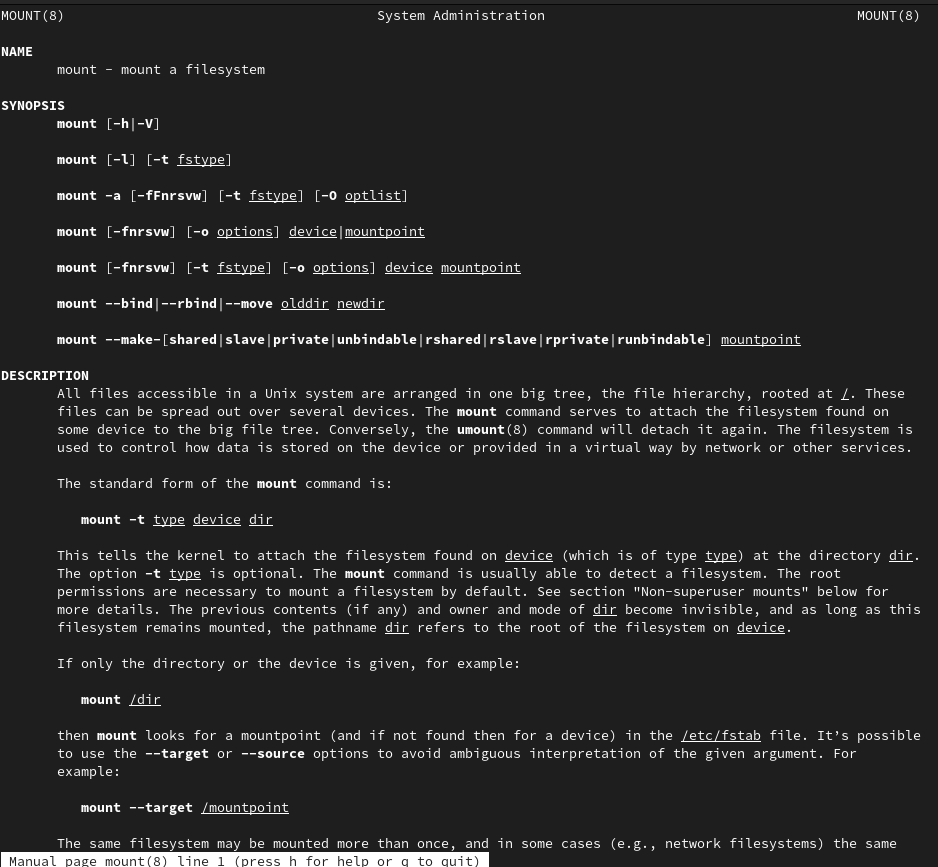 MOUNT(8) System Administration MOUNT(8)
NAME
mount - mount a filesystem
SYNOPSIS
mount [-h|-V]
mount [-l] [-t fstype]
mount -a [-fFnrsvw] [-t fstype] [-O optlist]
mount [-fnrsvw] [-o options] device|mountpoint
mount [-fnrsvw] [-t fstype] [-o options] device mountpoint
mount --bind|--rbind|--move olddir newdir
mount --make-[shared|slave|private|unbindable|rshared|rslave|rprivate|runbindable] mountpoint
DESCRIPTION
All files accessible in a Unix system are arranged in one big tree, the file hierarchy, rooted at /. These
files can be spread out over several devices. The mount command serves to attach the filesystem found on
some device to the big file tree. Conversely, the umount(8) command will detach it again. The filesystem is
used to control how data is stored on the device or provided in a virtual way by network or other services.
The standard form of the mount command is:
mount -t type device dir
This tells the kernel to attach the filesystem found on device (which is of type type) at the directory dir.
The option -t type is optional. The mount command is usually able to detect a filesystem. The root
permissions are necessary to mount a filesystem by default. See section "Non-superuser mounts" below for
more details. The previous contents (if any) and owner and mode of dir become invisible, and as long as this
filesystem remains mounted, the pathname dir refers to the root of the filesystem on device.
If only the directory or the device is given, for example:
mount /dir
then mount looks for a mountpoint (and if not found then for a device) in the /etc/fstab file. It’s possible
to use the --target or --source options to avoid ambiguous interpretation of the given argument. For
example:
mount --target /mountpoint
The same filesystem may be mounted more than once, and in some cases (e.g., network filesystems) the same
Manual page mount(8) line 1 (press h for help or q to quit)